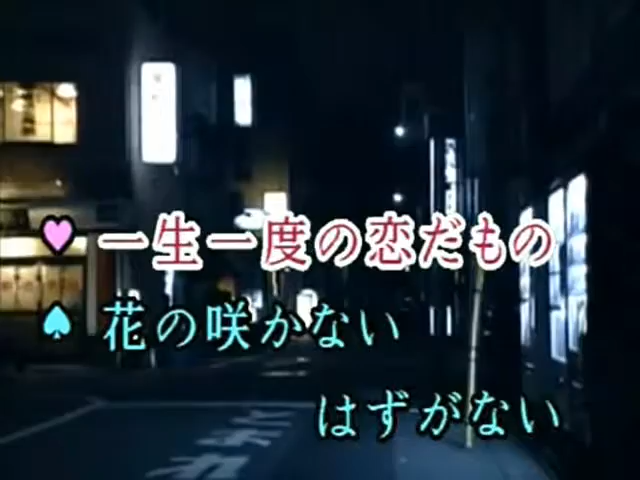 ♥ 一生一度の恋だもの
♠ 花の咲かない
はずがない